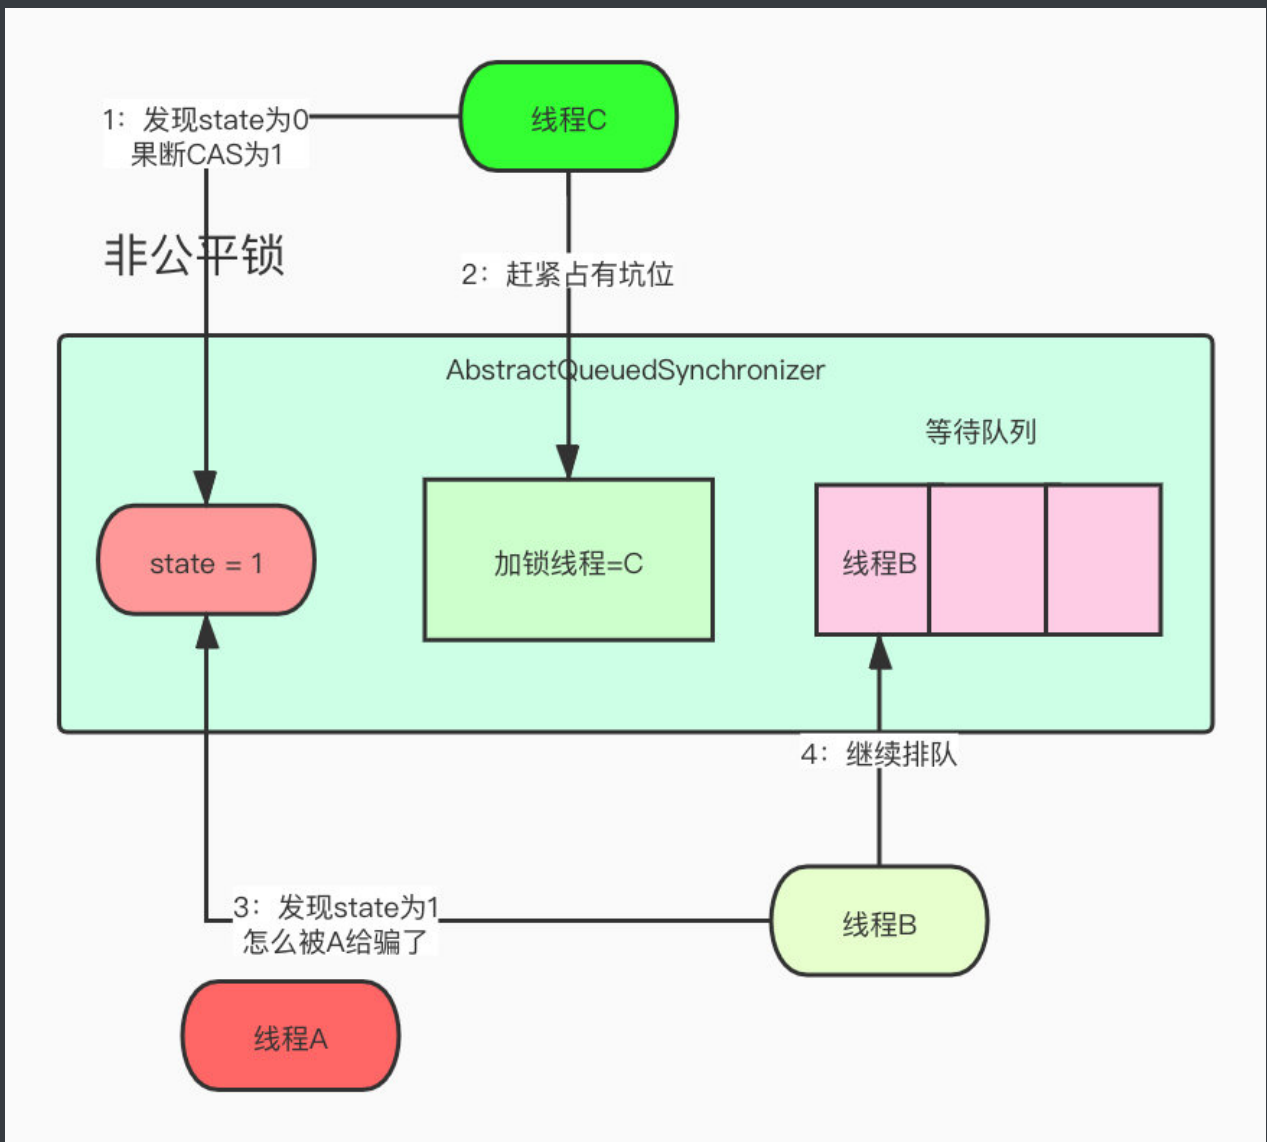 线程C
1：发现state为0
果断CAS为1
非公平锁
2：赶紧占有坑位
AbstractQueuedSynchronizer
等待队列
state = 1
加锁线程=C
线程B
4：继续排队
3：发现state为1
怎么被A给骗了
线程B
线程A